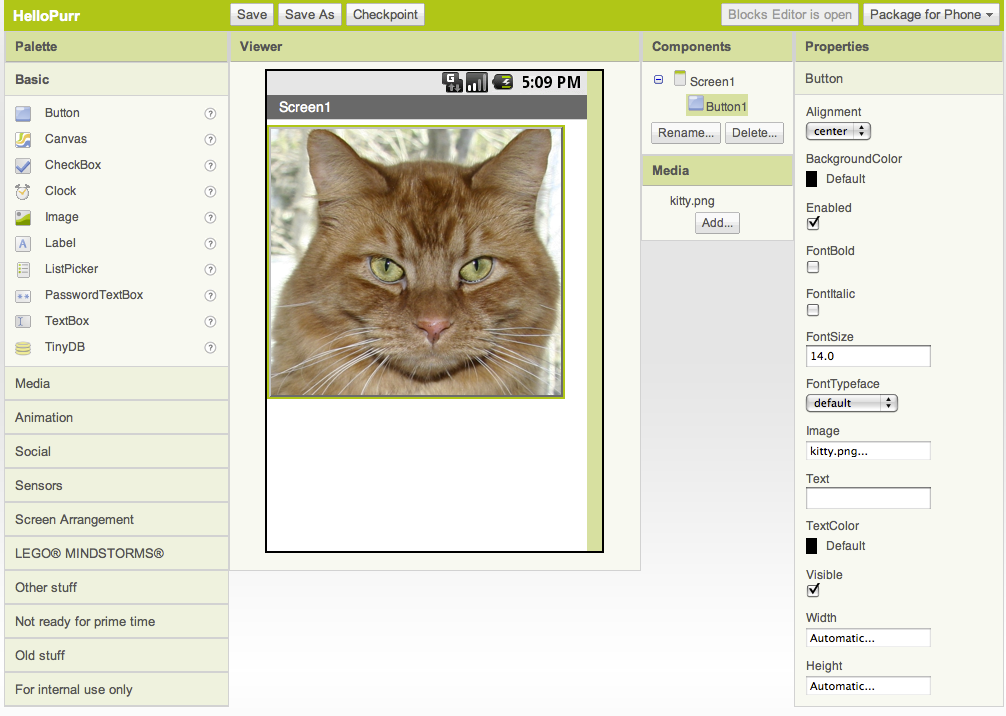 HelloPurr
Save
Save As
Checkpoint
Blocks Editor is open
Package for Phone
Palette
Basic
Button
?
Canvas
?
CheckBox
?
Clock
?
Image
?
Label
?
ListPicker
?
PasswordTextBox
?
TextBox
?
TinyDB
?
Media
Animation
Social
Sensors
Screen Arrangement
LEGO® MINDSTORMS®
Other stuff
Not ready for prime time
Old stuff
For internal use only
Viewer
5:09 PM
Screen1
Components
Screen1
Button1
Rename...
Delete...
Media
kitty.png
Add...
Properties
Button
Alignment
center
BackgroundColor
Default
Enabled
FontBold
FontItalic
FontSize
14.0
FontTypeface
default
Image
kitty.png...
Text
TextColor
Default
Visible
Width
Automatic...
Height
Automatic...